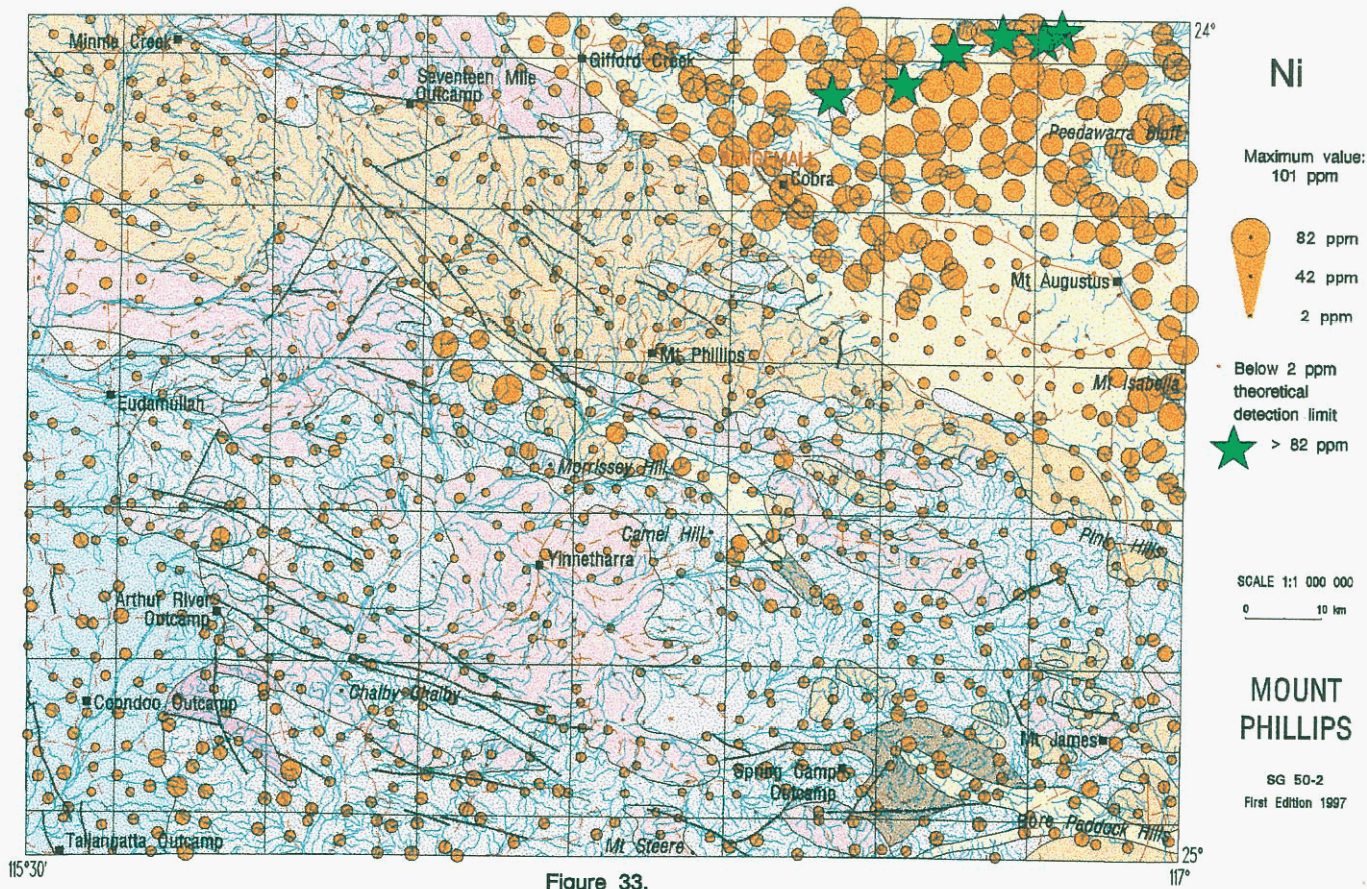 24°
Minnie Creek
Gifford Creek
Seventeen Mile
Outcamp
Peedawarra Bluff
BANGEMALL
Cobra
Mt Augustus
Mt Phillips
Mt Isabella
Eudamullah
Morrissey Hill
Camel Hill
Pink Hills
Yinnetharra
Arthur River
Outcamp
Coondoo Outcamp
Chalby Chalby
Mt James
Spring Camp
Outcamp
Bore Paddock Hills
Tallanpatta Outcamp
Mt Steere
25°
115°30'
117°
Ni
Maximum value:
101 ppm
82 ppm
42 ppm
2 ppm
Below 2 ppm
theoretical
detection limit
> 82 ppm
SCALE 1:1 000 000
0 10 km
MOUNT
PHILLIPS
SG 50-2
First Edition 1997
Figure 33.